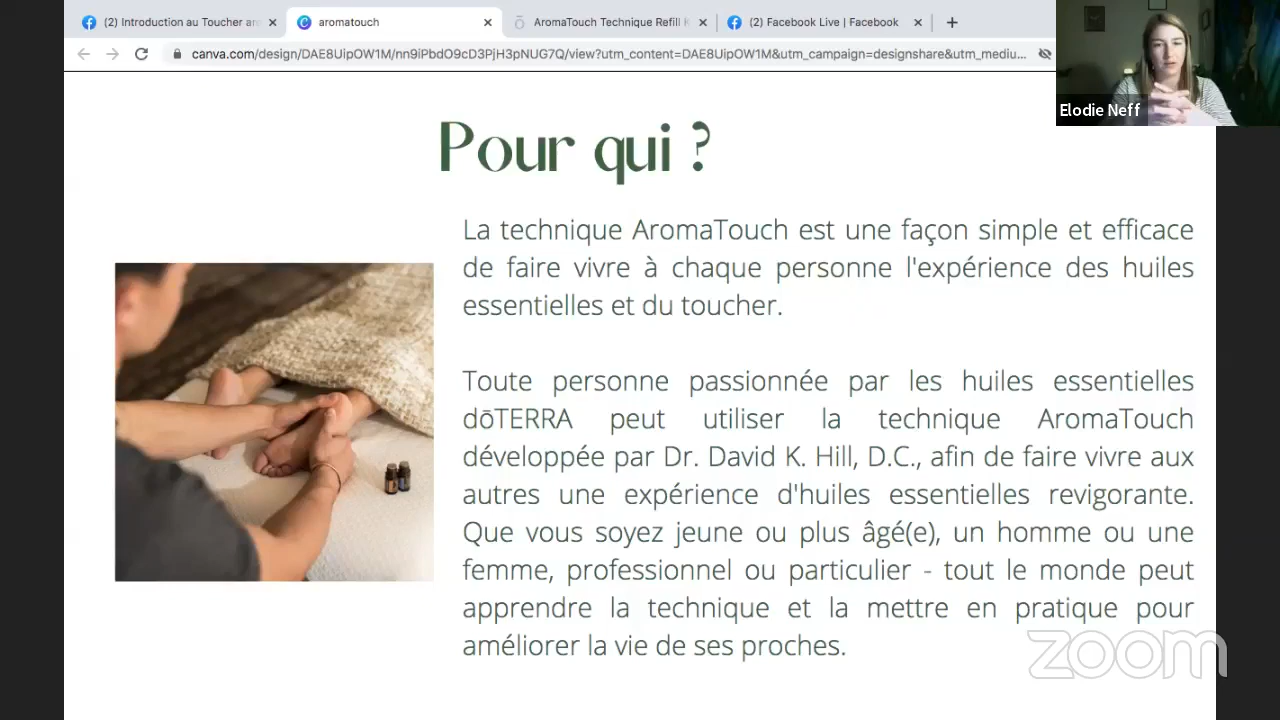 (2) Introduction au Toucher
aromatouch
AromaTouch Technique Refill
(2) Facebook Live | Facebook
canva.com/design/DAE8UipOW1M/nn9iPbdO9cD3PjH3pNUG7Q/view?utm_content=DAE8UipOW1M&utm_campaign=designshare&utm_mediu...
Elodie Neff
Pour qui ?
La technique AromaTouch est une façon simple et efficace
de faire vivre à chaque personne l'expérience des huiles
essentielles et du toucher.
Toute personne passionnée par les huiles essentielles
dōTERRA peut utiliser la technique AromaTouch
développée par Dr. David K. Hill, D.C., afin de faire vivre aux
autres une expérience d'huiles essentielles revigorante.
Que vous soyez jeune ou plus âgé(e), un homme ou une
femme, professionnel ou particulier - tout le monde peut
apprendre la technique et la mettre en pratique pour
améliorer la vie de ses proches.
zoom